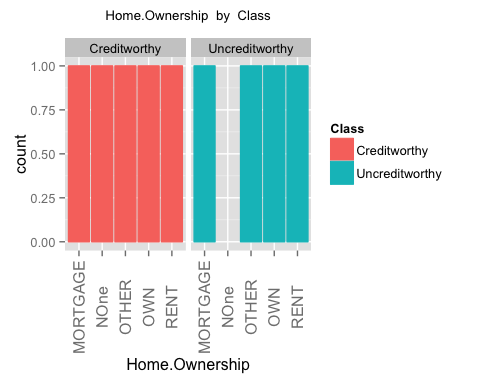 Home.Ownership by Class
Creditworthy Uncreditworthy
1.00
0.75
0.50
0.25
0.00
count
MORTGAGE NOne OTHER OWN RENT MORTGAGE NOne OTHER OWN RENT
Home.Ownership
Class
Creditworthy
Uncreditworthy